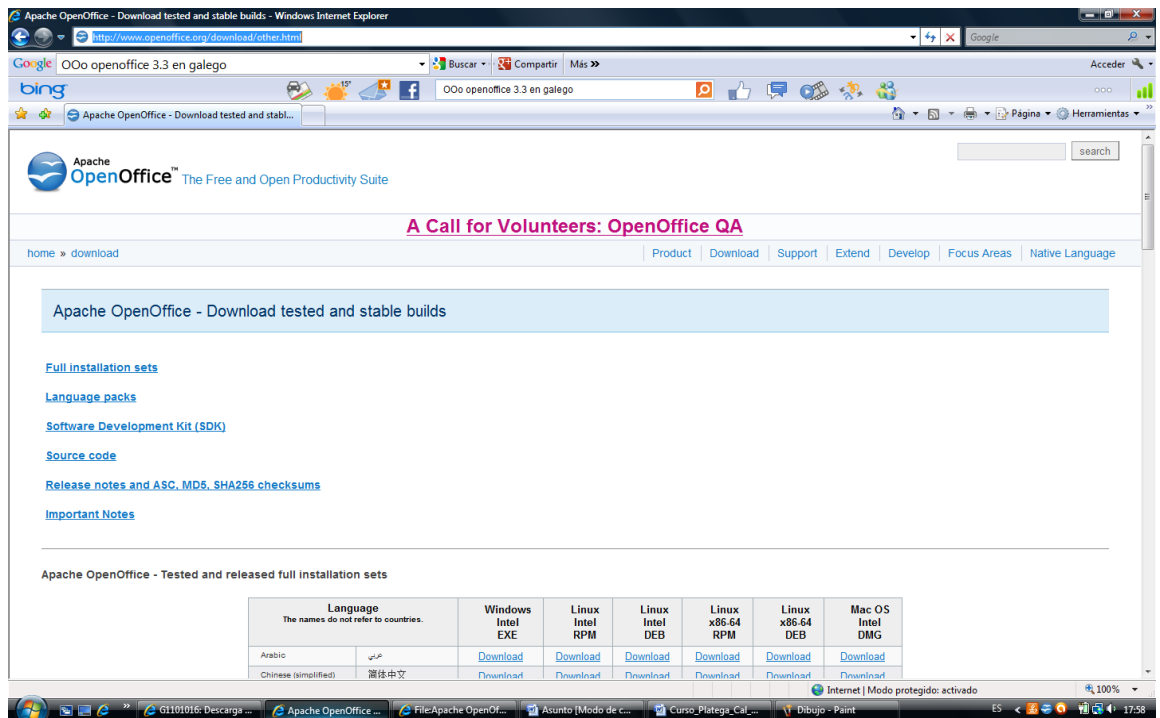 Apache OpenOffice - Download tested and stable builds - Windows Internet Explorer
http://www.openoffice.org/download/other.html
Google
Google OOo openoffice 3.3 en galego Buscar Compartir Más » Acceder
bing 15° OOo openoffice 3.3 en galego
Apache OpenOffice - Download tested and stabl... Página Herramientas »
Apache
OpenOffice™ The Free and Open Productivity Suite
search
A Call for Volunteers: OpenOffice QA
home » download Product Download Support Extend Develop Focus Areas Native Language
Apache OpenOffice - Download tested and stable builds
Full installation sets
Language packs
Software Development Kit (SDK)
Source code
Release notes and ASC, MD5, SHA256 checksums
Important Notes
Apache OpenOffice - Tested and released full installation sets
Language
The names do not refer to countries.
Windows Intel EXE
Linux Intel RPM
Linux Intel DEB
Linux x86-64 RPM
Linux x86-64 DEB
Mac OS Intel DMG
Arabic عربي Download Download Download Download Download Download
Chinese (simplified) 简体中文 Download Download Download Download Download Download
Internet | Modo protegido: activado 100%
» G1101016: Descarga ... Apache OpenOffice ... File:Apache OpenOf... Asunto [Modo de c... Curso_Platega_Cal_... Dibujo - Paint ES < 17:58